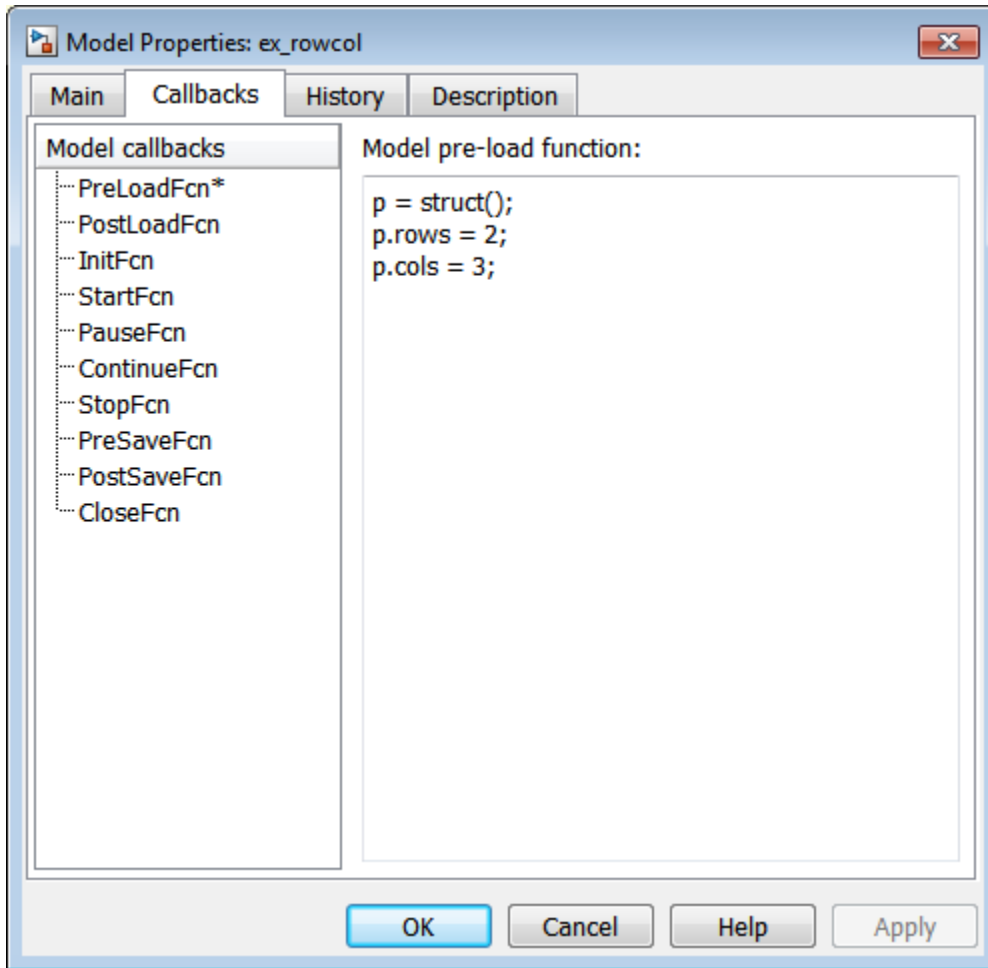 Model Properties: ex_rowcol
Main Callbacks History Description
Model callbacks
PreLoadFcn*
PostLoadFcn
InitFcn
StartFcn
PauseFcn
ContinueFcn
StopFcn
PreSaveFcn
PostSaveFcn
CloseFcn
Model pre-load function:
p = struct();
p.rows = 2;
p.cols = 3;
OK Cancel Help Apply